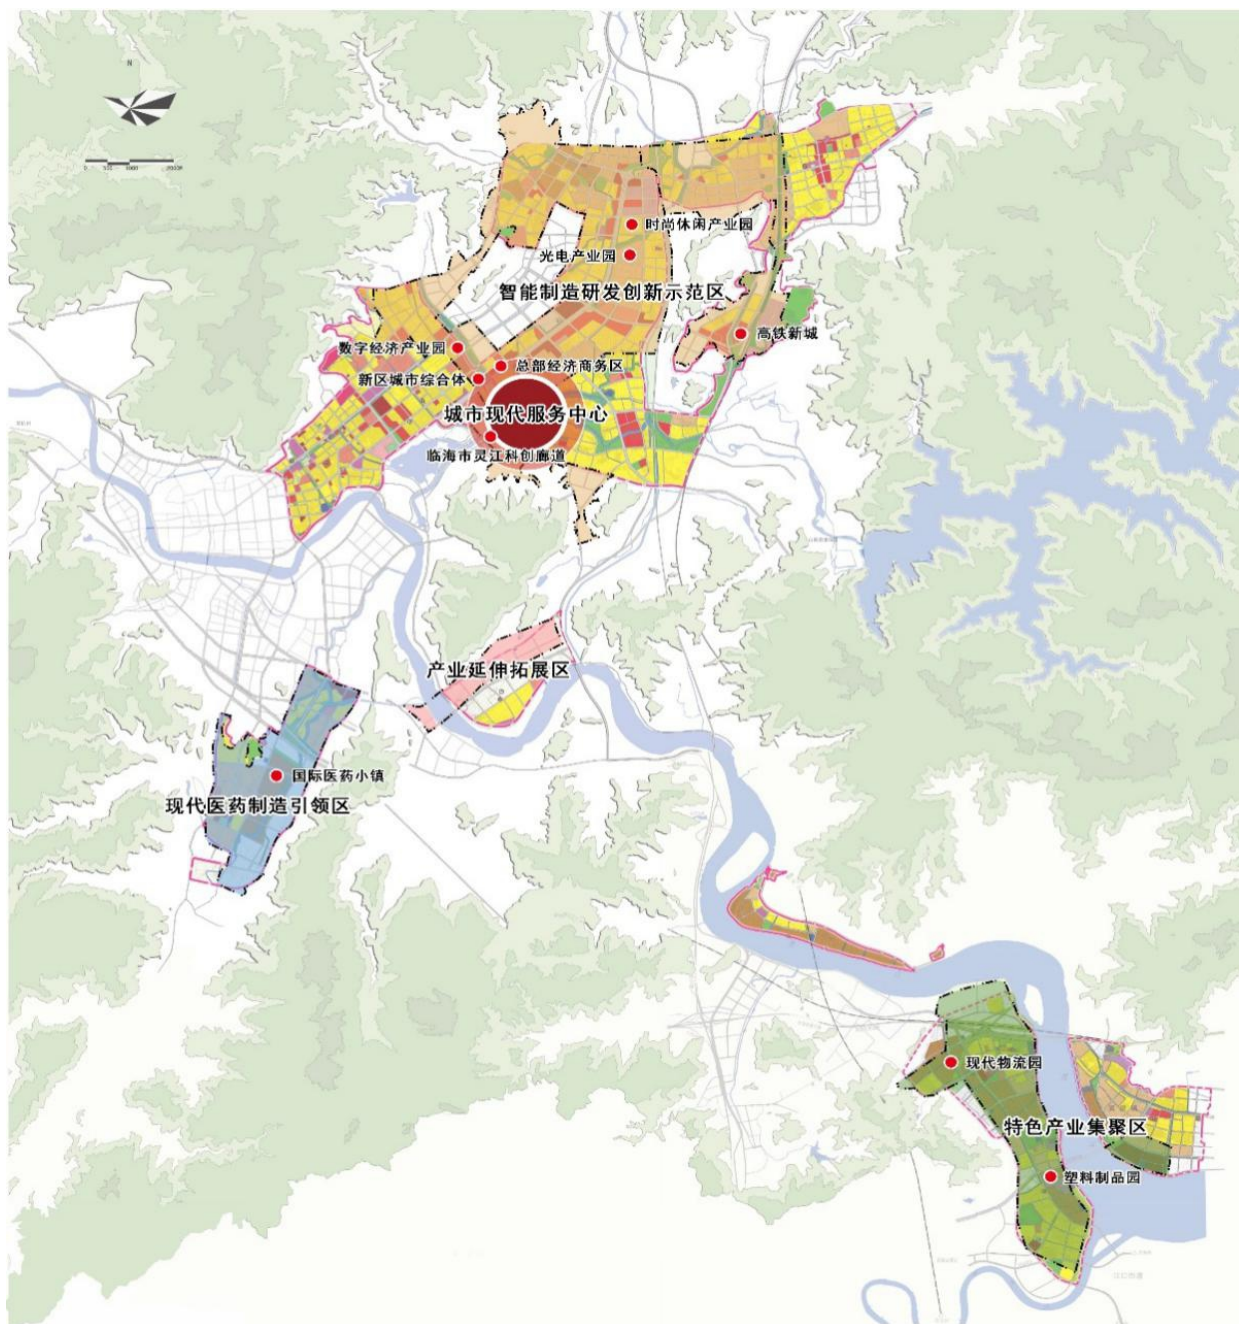 N
时尚休闲产业园
光电产业园
智能制造研发创新示范区
高铁新城
数字经济产业园
总部经济商务区
新区城市综合体
城市现代服务中心
临海市灵江科创廊道
产业延伸拓展区
国际医药小镇
现代医药制造引领区
现代物流园
特色产业集聚区
塑料制品园